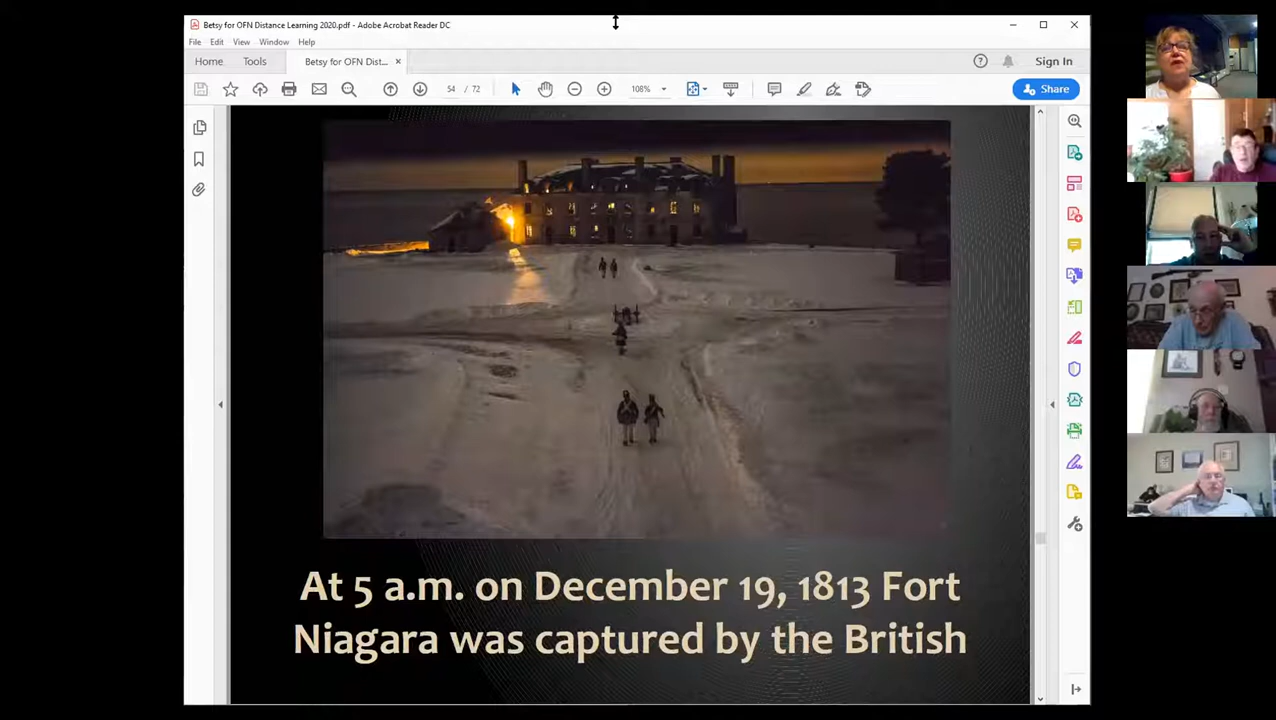 Betsy for OFN Distance Learning 2020.pdf - Adobe Acrobat Reader DC
File Edit View Window Help
Home Tools Betsy for OFN Dist... Sign In
54 / 72 108% Share
At 5 a.m. on December 19, 1813 Fort
Niagara was captured by the British